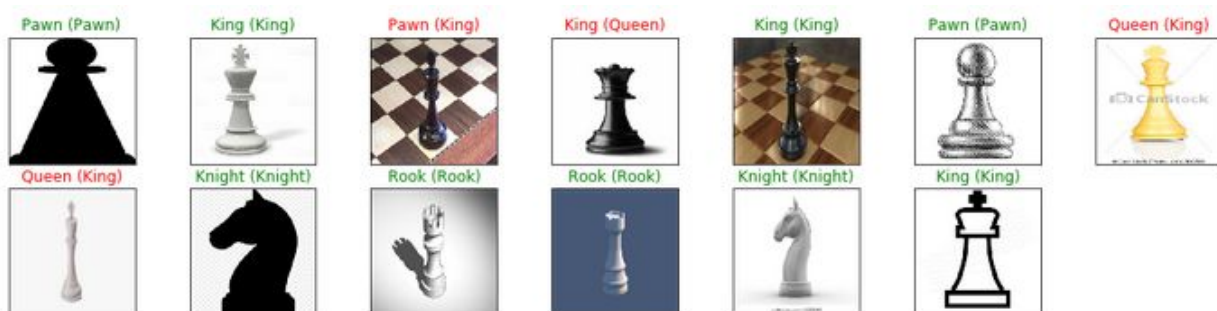 Pawn (Pawn)
King (King)
Pawn (King)
King (Queen)
King (King)
Pawn (Pawn)
Queen (King)
CanStock
Queen (King)
Knight (Knight)
Rook (Rook)
Rook (Rook)
Knight (Knight)
King (King)